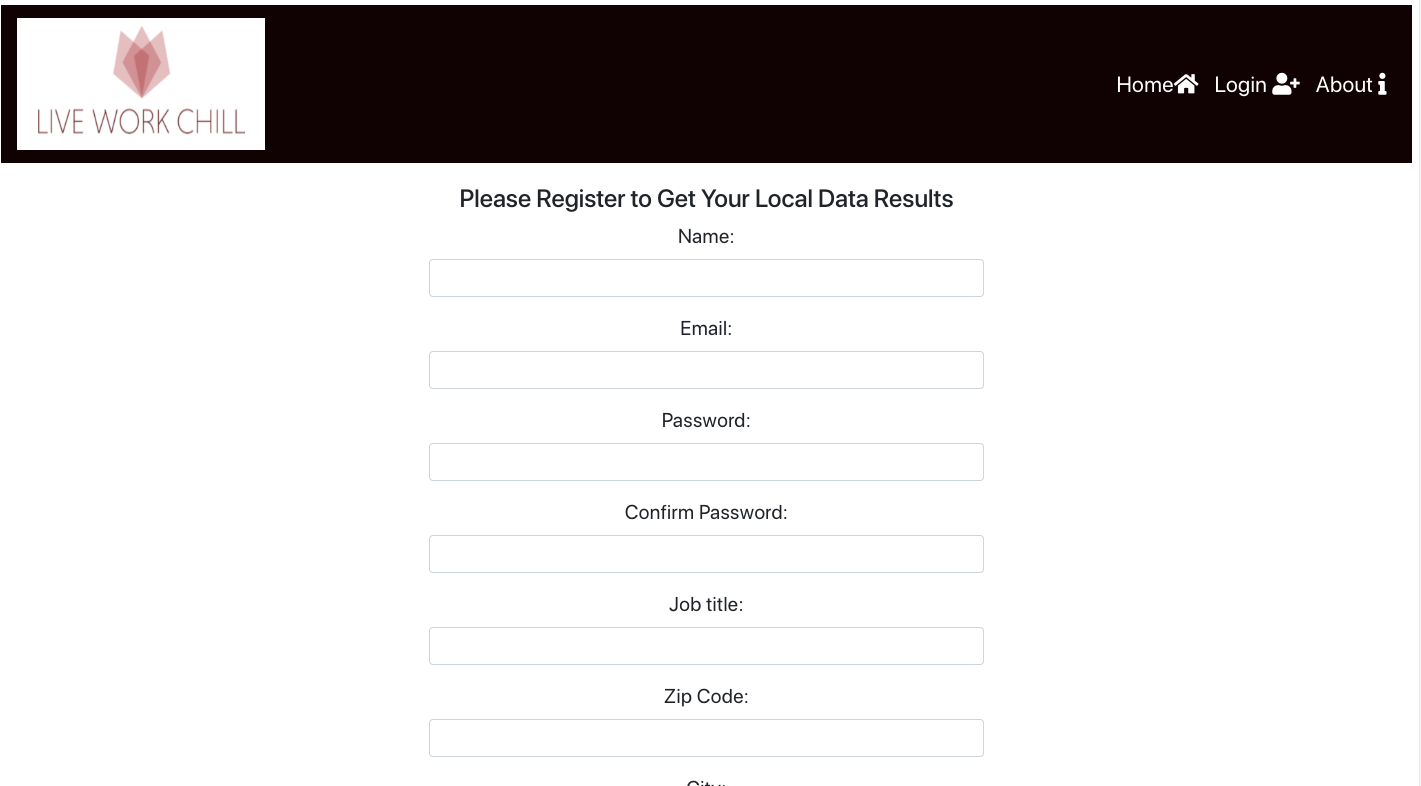 LIVE WORK CHILL
Home Login About
Please Register to Get Your Local Data Results
Name:
Email:
Password:
Confirm Password:
Job title:
Zip Code:
City: